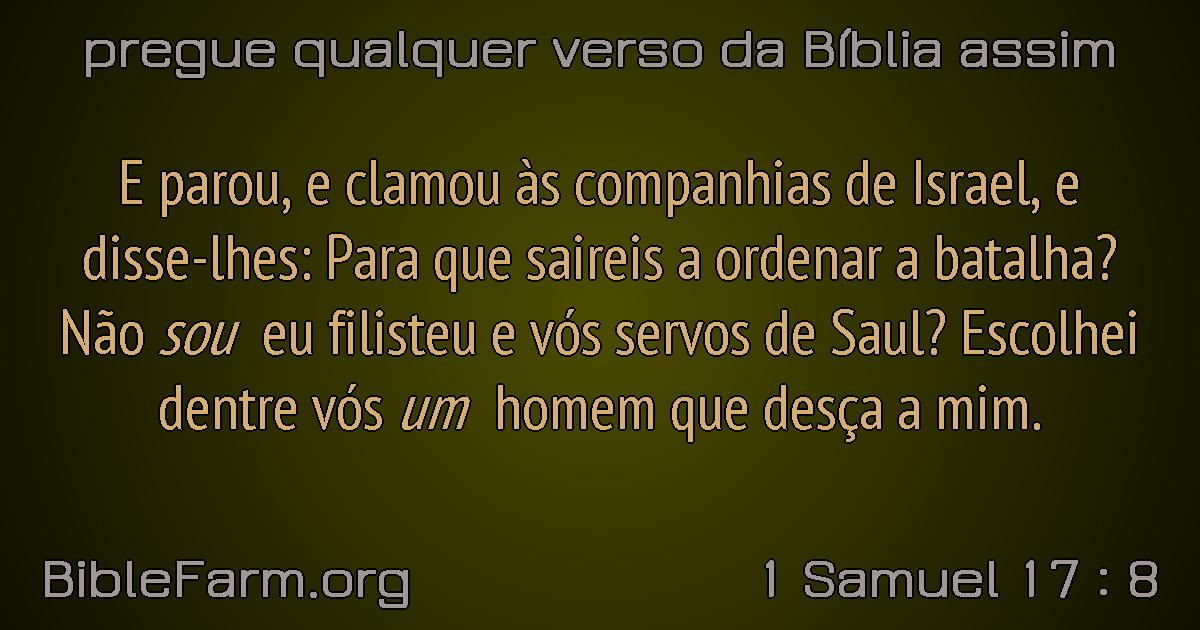 pregue qualquer verso da Bíblia assim
E parou, e clamou às companhias de Israel, e
disse-lhes: Para que saireis a ordenar a batalha?
Não sou eu filisteu e vós servos de Saul? Escolhei
dentre vós um homem que desça a mim.
BibleFarm.org
1 Samuel 17 : 8